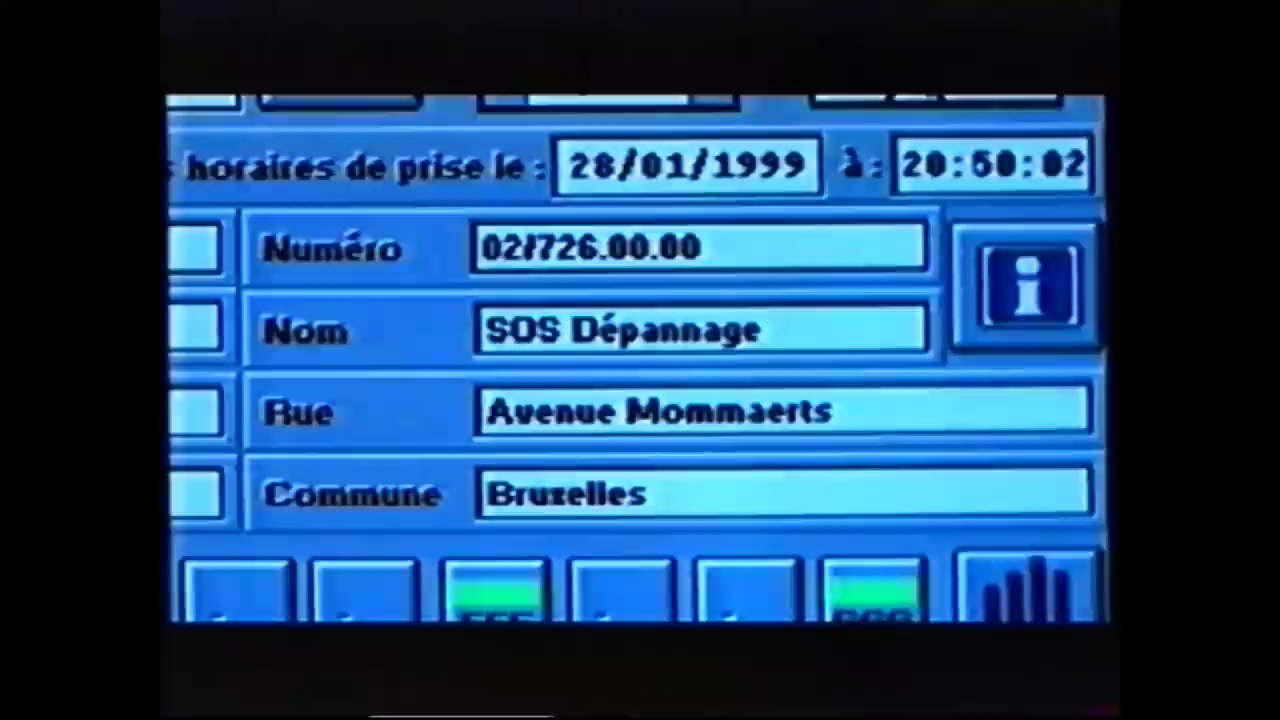 horaires de prise le : 28/01/1999 à : 20:50:02
Numéro 02/726.00.00
i
Nom SOS Dépannage
Rue Avenue Mommaerts
Commune Bruxelles